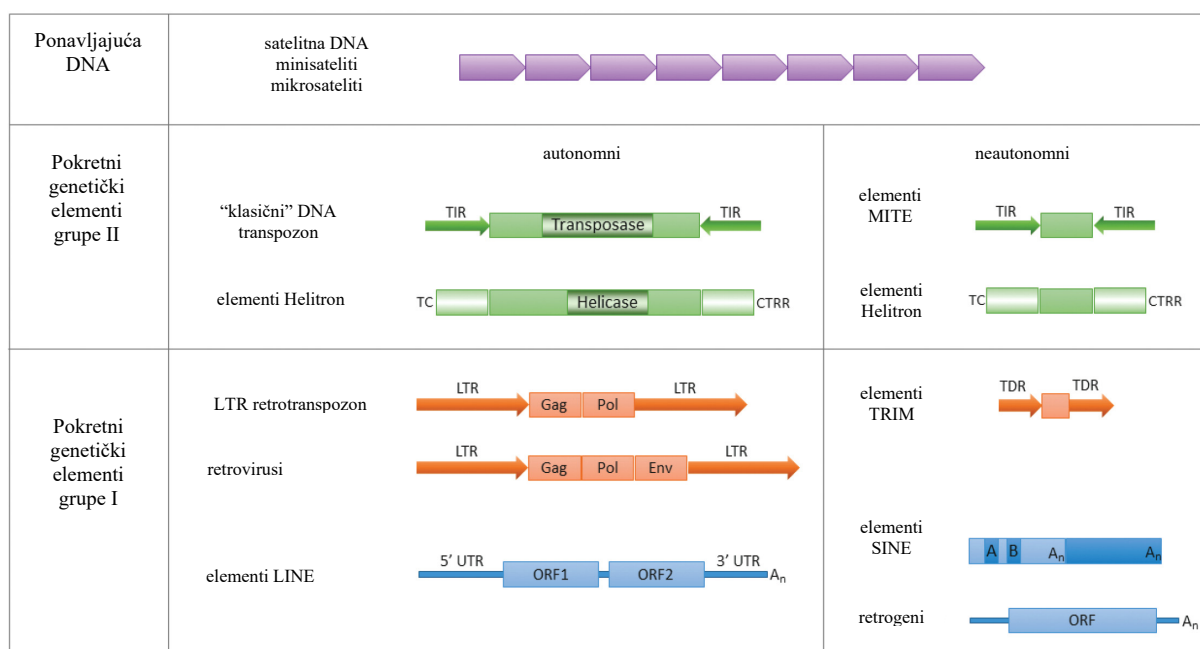 Ponavljajuća
DNA
satelitna DNA
minisateliti
mikrosateliti
Pokretni
genetički
elementi
grupe II
autonomni
neautonomni
“klasični” DNA
transpozon
TIR
Transposase
TIR
elementi
MITE
TIR
TIR
elementi Helitron
TC
Helicase
CTRR
elementi
Helitron
TC
CTRR
Pokretni
genetički
elementi
grupe I
LTR retrotranspozon
LTR
Gag
Pol
LTR
elementi
TRIM
TDR
TDR
retrovirusi
LTR
Gag
Pol
Env
LTR
elementi LINE
5’ UTR
ORF1
ORF2
3’ UTR
An
elementi
SINE
A
B
An
An
retrogeni
ORF
An